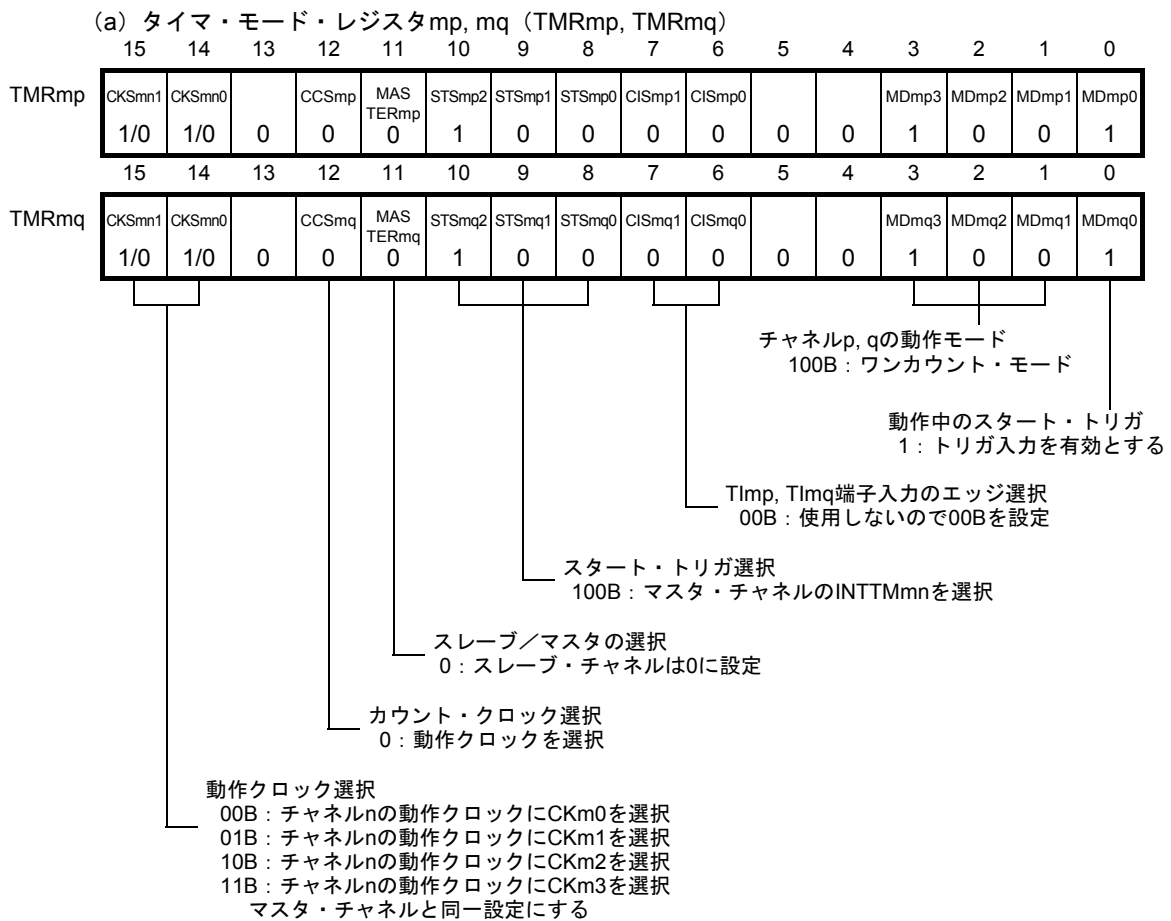 （a）タイマ・モード・レジスタmp, mq（TMRmp, TMRmq）
15 14 13 12 11 10 9 8 7 6 5 4 3 2 1 0
TMRmp CKSmn1 CKSmn0 CCSmp MAS TERmp STSmp2 STSmp1 STSmp0 CISmp1 CISmp0 MDmp3 MDmp2 MDmp1 MDmp0
1/0 1/0 0 0 0 1 0 0 0 0 0 0 1 0 0 1
15 14 13 12 11 10 9 8 7 6 5 4 3 2 1 0
TMRmq CKSmn1 CKSmn0 CCSmq MAS TERmq STSmq2 STSmq1 STSmq0 CISmq1 CISmq0 MDmq3 MDmq2 MDmq1 MDmq0
1/0 1/0 0 0 0 1 0 0 0 0 0 0 1 0 0 1
チャネルp, qの動作モード
100B：ワンカウント・モード
動作中のスタート・トリガ
1：トリガ入力を有効とする
TImp, TImq端子入力のエッジ選択
00B：使用しないので00Bを設定
スタート・トリガ選択
100B：マスタ・チャネルのINTTMmnを選択
スレーブ／マスタの選択
0：スレーブ・チャネルは0に設定
カウント・クロック選択
0：動作クロックを選択
動作クロック選択
00B：チャネルnの動作クロックにCKm0を選択
01B：チャネルnの動作クロックにCKm1を選択
10B：チャネルnの動作クロックにCKm2を選択
11B：チャネルnの動作クロックにCKm3を選択
マスタ・チャネルと同一設定にする